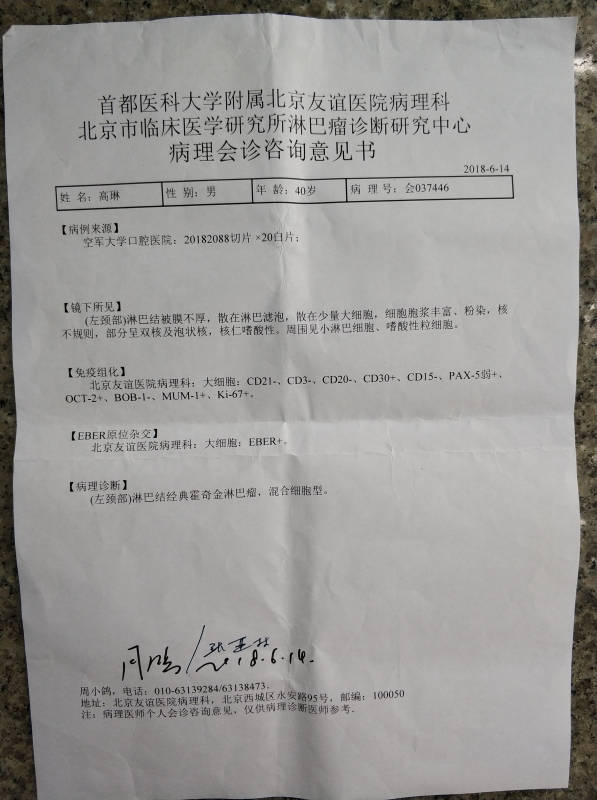 首都医科大学附属北京友谊医院病理科
北京市临床医学研究所淋巴瘤诊断研究中心
病理会诊咨询意见书
2018-6-14
姓 名：高琳 性 别：男 年 龄：40岁 病 理 号：会037446
【病例来源】
空军大学口腔医院：20182088切片 ×20白片；
【镜下所见】
(左颈部)淋巴结被膜不厚，散在淋巴滤泡，散在少量大细胞，细胞胞浆丰富、粉染，核
不规则，部分呈双核及泡状核，核仁嗜酸性。周围见小淋巴细胞、嗜酸性粒细胞。
【免疫组化】
北京友谊医院病理科：大细胞：CD21-、CD3-、CD20-、CD30+、CD15-、PAX-5弱+、
OCT-2+、BOB-1-、MUM-1+、Ki-67+。
【EBER原位杂交】
北京友谊医院病理科：大细胞：EBER+。
【病理诊断】
(左颈部)淋巴结经典霍奇金淋巴瘤，混合细胞型。
2018.6.14.
周小鸽，电话：010-63139284/63138473.
地址：北京友谊医院病理科，北京西城区永安路95号，邮编：100050
注：病理医师个人会诊咨询意见，仅供病理诊断医师参考.